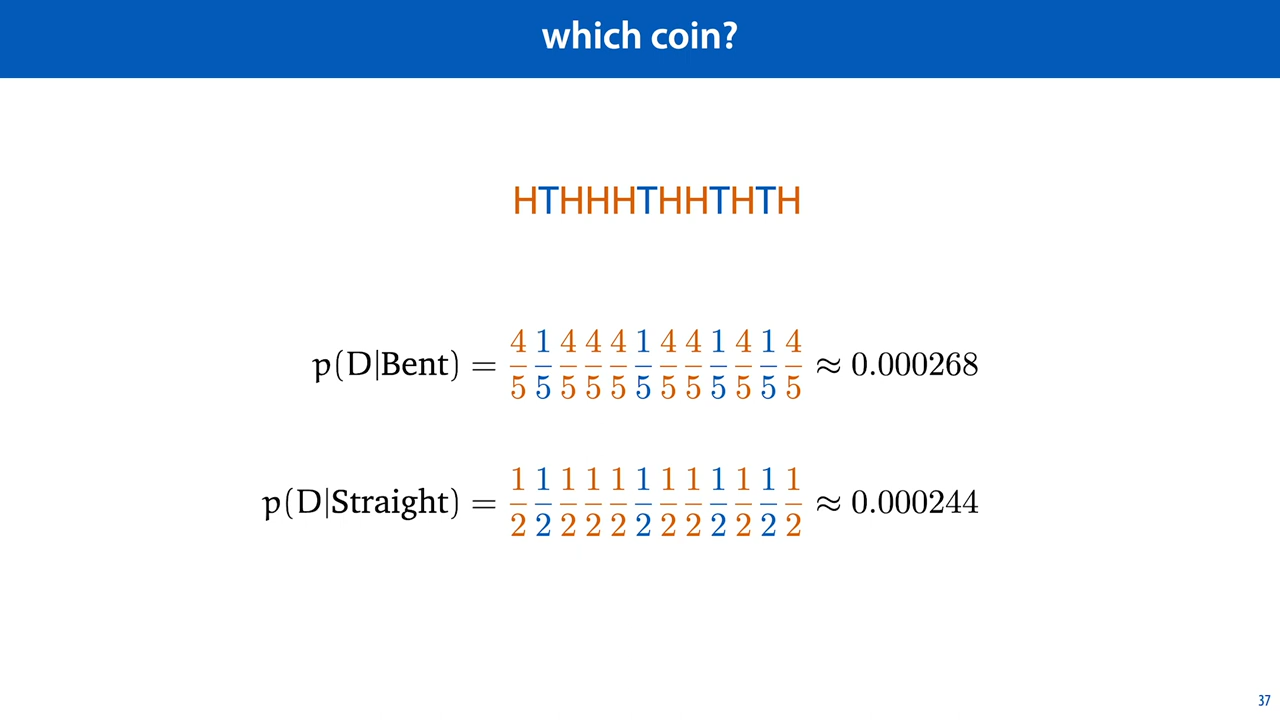 which coin?
HTHHHTHHTHTH
p(D|Bent) = 4/5 1/5 4/5 4/5 4/5 1/5 4/5 4/5 1/5 4/5 1/5 4/5 ≈ 0.000268
p(D|Straight) = 1/2 1/2 1/2 1/2 1/2 1/2 1/2 1/2 1/2 1/2 1/2 1/2 ≈ 0.000244
37